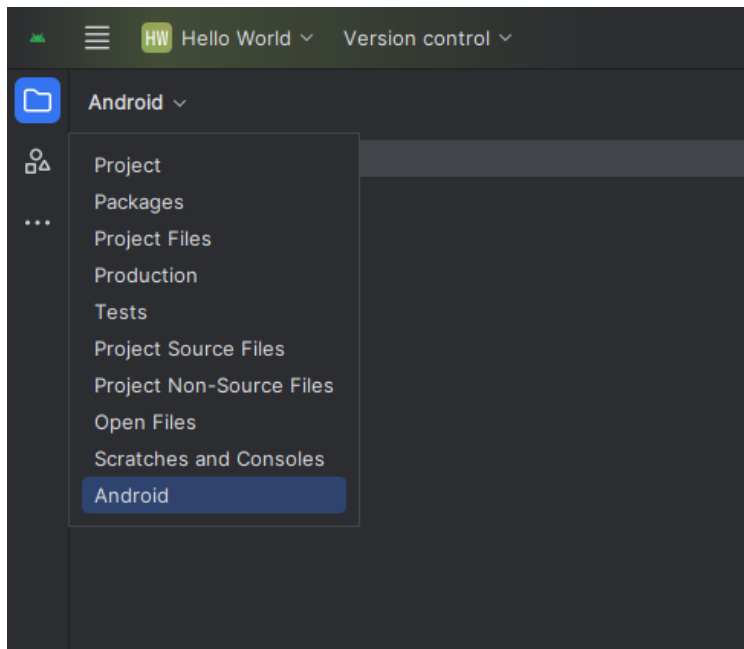 HW Hello World Version control
Android
Project
Packages
Project Files
Production
Tests
Project Source Files
Project Non-Source Files
Open Files
Scratches and Consoles
Android